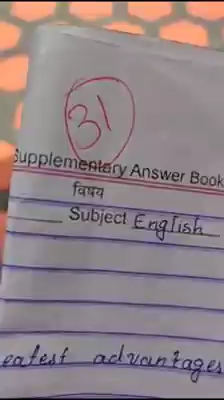 31
Supplementary Answer Book
विषय
Subject English
eatest advantages